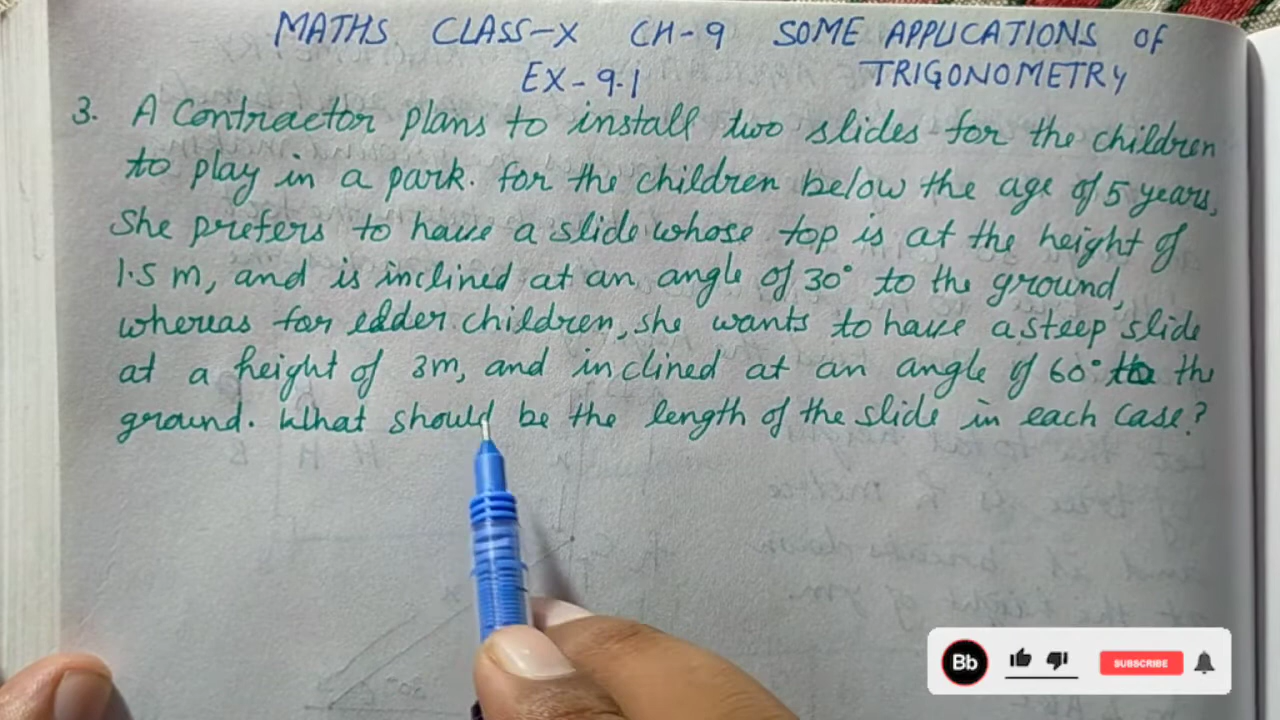 MATHS CLASS-X CH-9 SOME APPLICATIONS OF
EX-9.1 TRIGONOMETRY
3. A Contractor plans to install two slides for the children
to play in a park. for the children below the age of 5 years,
She prefers to have a slide whose top is at the height of
1.5 m, and is inclined at an angle of 30° to the ground,
whereas for elder children, she wants to have a steep slide
at a height of 3m, and inclined at an angle of 60° to the
ground. What should be the length of the slide in each case?
Bb SUBSCRIBE